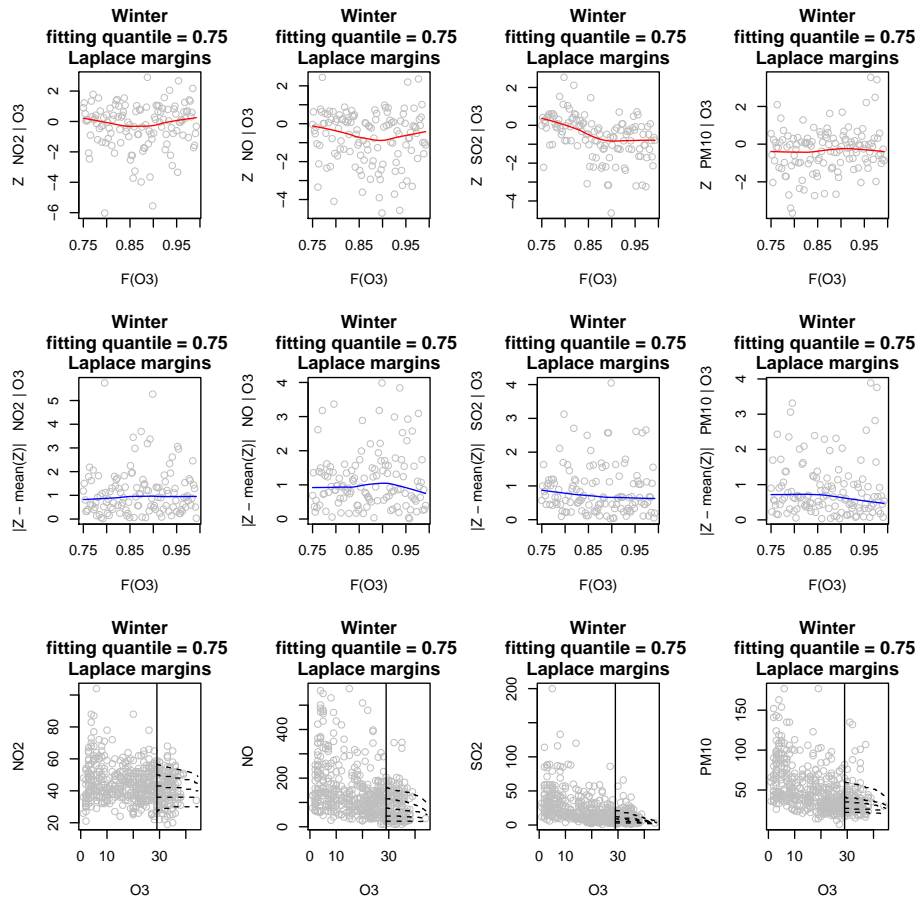 Winter
fitting quantile = 0.75
Laplace margins
Z NO2 | O3
2
0
−2
−4
−6
0.75 0.85 0.95
F(O3)
Winter
fitting quantile = 0.75
Laplace margins
Z NO | O3
2
0
−2
−4
0.75 0.85 0.95
F(O3)
Winter
fitting quantile = 0.75
Laplace margins
Z SO2 | O3
2
0
−2
−4
0.75 0.85 0.95
F(O3)
Winter
fitting quantile = 0.75
Laplace margins
Z PM10 | O3
2
0
−2
0.75 0.85 0.95
F(O3)
Winter
fitting quantile = 0.75
Laplace margins
|Z − mean(Z)| NO2 | O3
5
4
3
2
1
0
0.75 0.85 0.95
F(O3)
Winter
fitting quantile = 0.75
Laplace margins
|Z − mean(Z)| NO | O3
4
3
2
1
0
0.75 0.85 0.95
F(O3)
Winter
fitting quantile = 0.75
Laplace margins
|Z − mean(Z)| SO2 | O3
4
3
2
1
0
0.75 0.85 0.95
F(O3)
Winter
fitting quantile = 0.75
Laplace margins
|Z − mean(Z)| PM10 | O3
4
3
2
1
0
0.75 0.85 0.95
F(O3)
Winter
fitting quantile = 0.75
Laplace margins
NO2
80
60
40
20
0 10 30
O3
Winter
fitting quantile = 0.75
Laplace margins
NO
400
200
0
0 10 30
O3
Winter
fitting quantile = 0.75
Laplace margins
SO2
200
150
100
50
0
0 10 30
O3
Winter
fitting quantile = 0.75
Laplace margins
PM10
150
100
50
0 10 30
O3